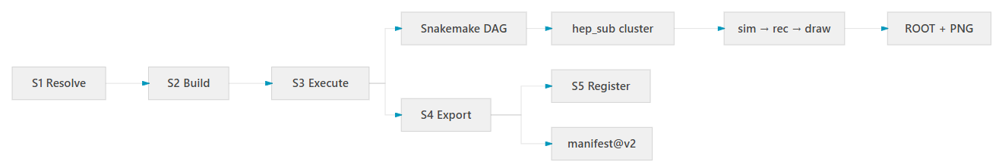 S1 Resolve
S2 Build
S3 Execute
Snakemake DAG
hep_sub cluster
sim → rec → draw
ROOT + PNG
S4 Export
S5 Register
manifest@v2